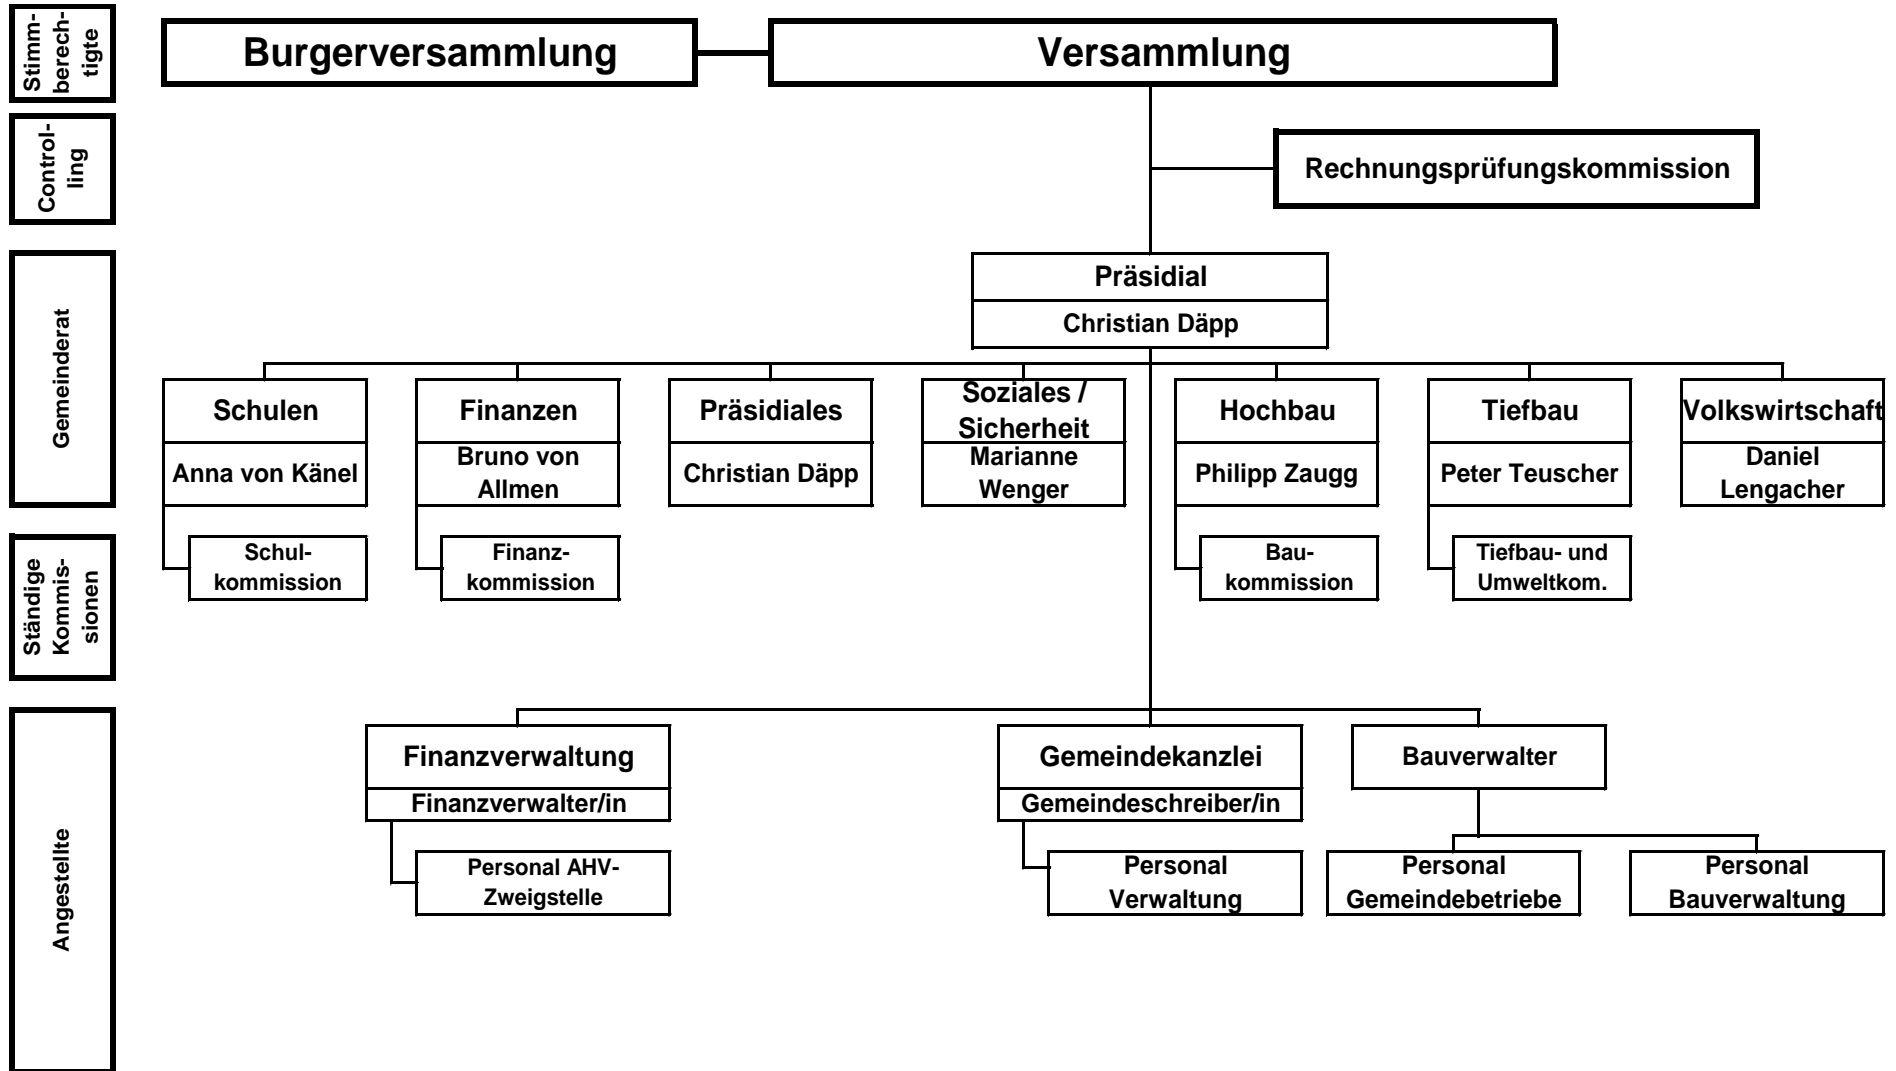 Stimm-
berech-
tigte
Burgerversammlung
Versammlung
Control-
ling
Rechnungsprüfungskommission
Gemeinderat
Präsidial
Christian Däpp
Schulen
Anna von Känel
Finanzen
Bruno von
Allmen
Präsidiales
Christian Däpp
Soziales /
Sicherheit
Marianne
Wenger
Hochbau
Philipp Zaugg
Tiefbau
Peter Teuscher
Volkswirtschaft
Daniel
Lengacher
Ständige
Kommis-
sionen
Schul-
kommission
Finanz-
kommission
Bau-
kommission
Tiefbau- und
Umweltkom.
Angestellte
Finanzverwaltung
Finanzverwalter/in
Personal AHV-
Zweigstelle
Gemeindekanzlei
Gemeindeschreiber/in
Personal
Verwaltung
Bauverwalter
Personal
Gemeindebetriebe
Personal
Bauverwaltung